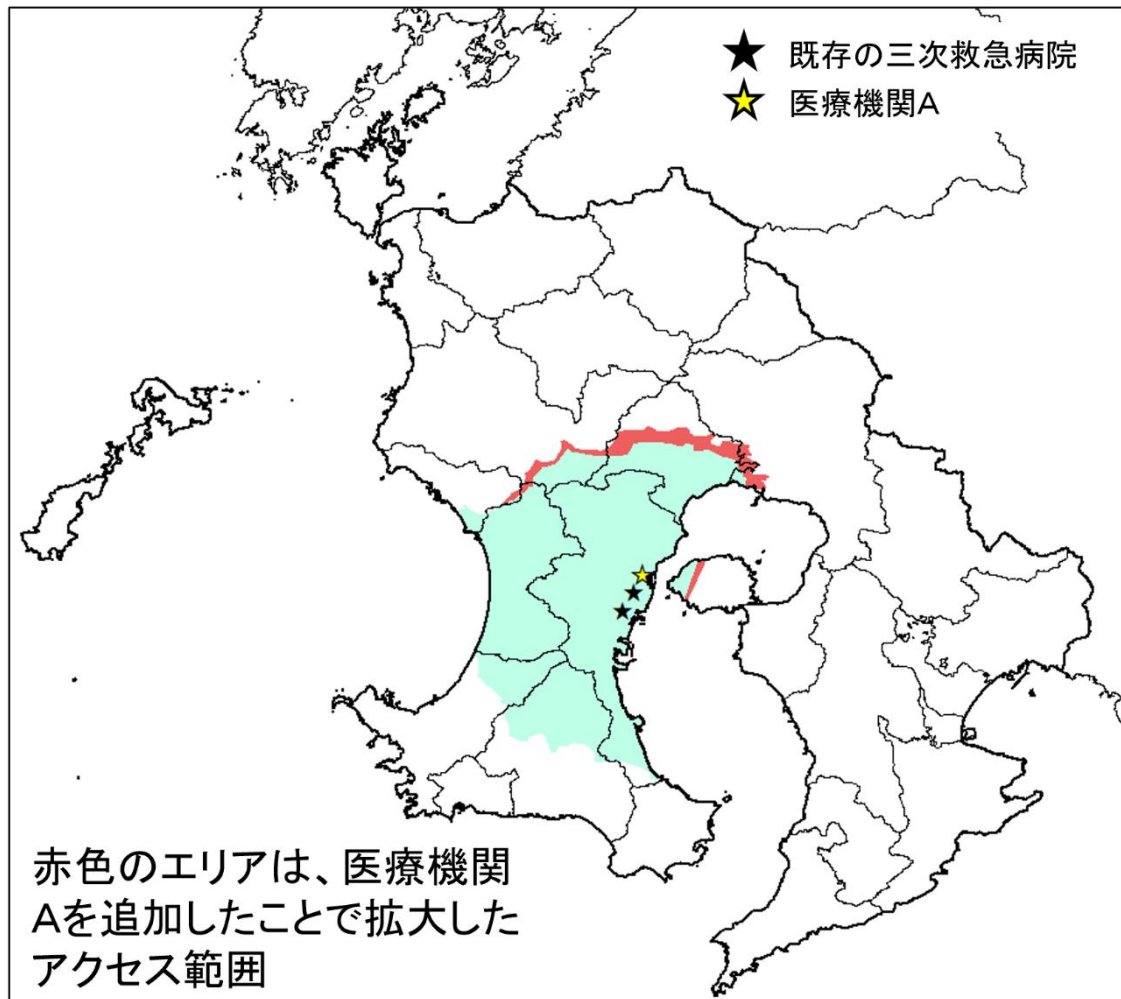 既存の三次救急病院
医療機関A
赤色のエリアは、医療機関
Aを追加したことで拡大した
アクセス範囲